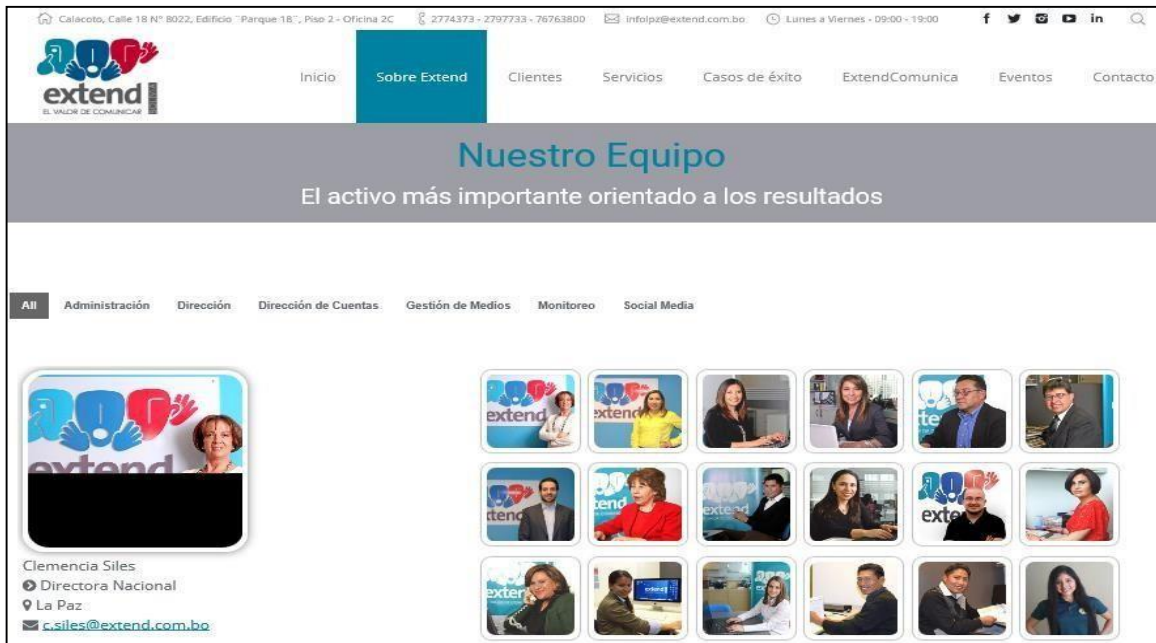 Calacoto, Calle 18 N° 8022, Edificio ¨Parque 18¨, Piso 2 - Oficina 2C 2774373 - 2797733 - 76763800 infolpz@extend.com.bo Lunes a Viernes - 09:00 - 19:00
extend
EL VALOR DE COMUNICAR
Inicio Sobre Extend Clientes Servicios Casos de éxito ExtendComunica Eventos Contacto
Nuestro Equipo
El activo más importante orientado a los resultados
All Administración Dirección Dirección de Cuentas Gestión de Medios Monitoreo Social Media
extend
Clemencia Siles
Directora Nacional
La Paz
c.siles@extend.com.bo